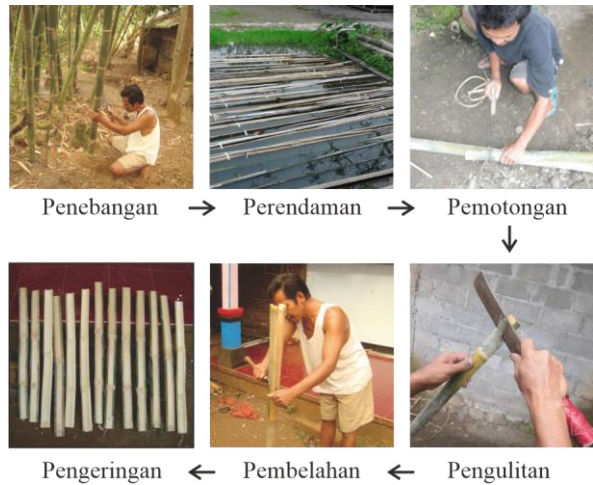 Penebangan → Perendaman → Pemotongan
↓
Pengeringan ← Pembelahan ← Pengulitan